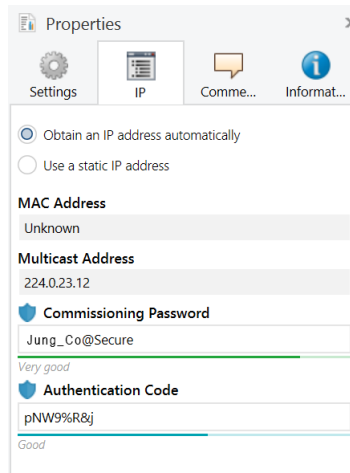 Properties
Settings
IP
Comme...
Informat...
Obtain an IP address automatically
Use a static IP address
MAC Address
Unknown
Multicast Address
224.0.23.12
Commissioning Password
Jung_Co@Secure
Very good
Authentication Code
pNW9%R&j
Good